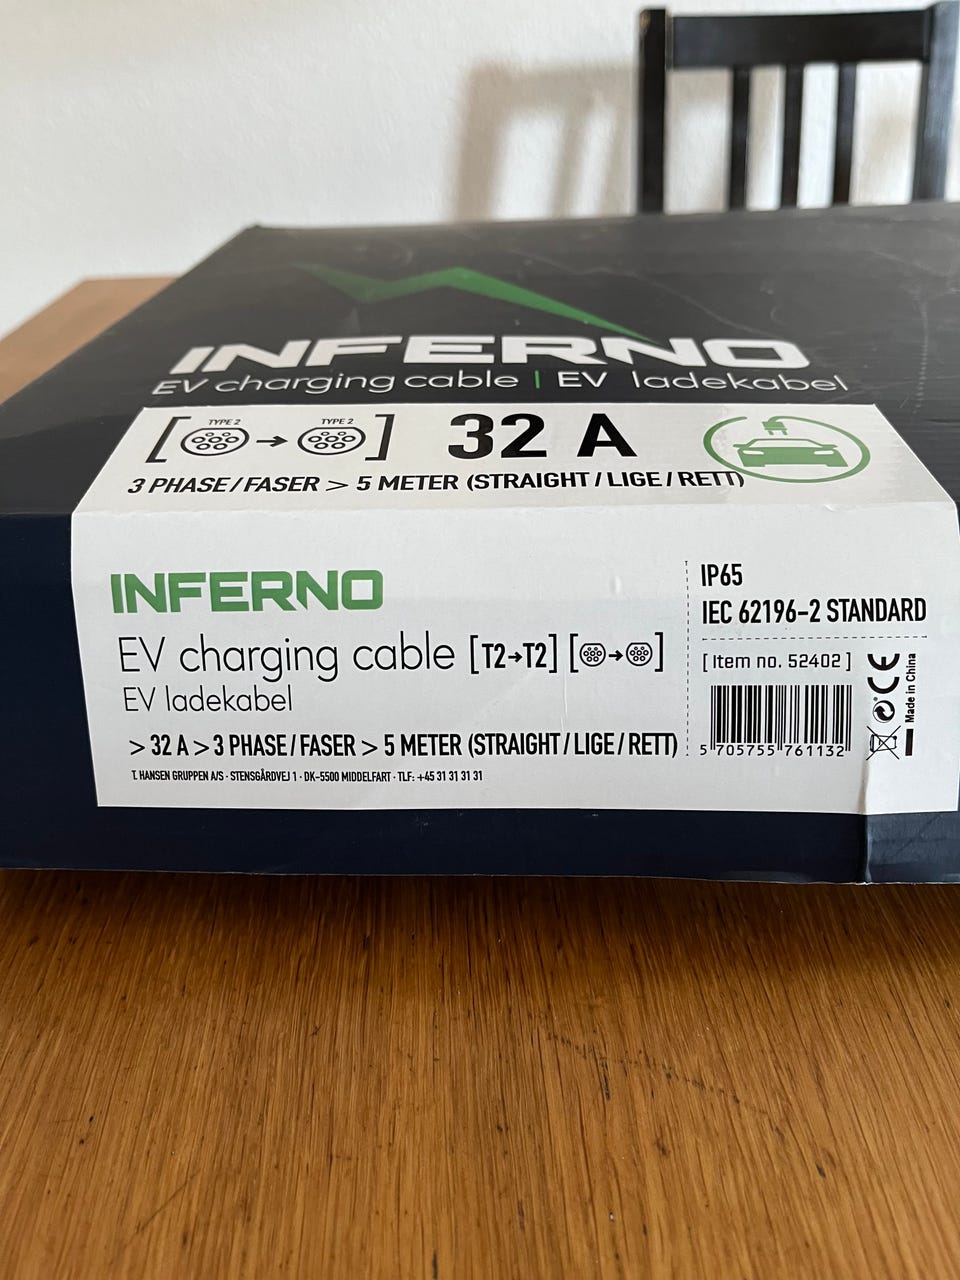 INFERNO
EV charging cable | EV ladekabel
[ TYPE 2 → TYPE 2 ] 32 A
3 PHASE / FASER > 5 METER (STRAIGHT / LIGE / RETT)
INFERNO
EV charging cable [T2→T2]
EV ladekabel
> 32 A > 3 PHASE / FASER > 5 METER (STRAIGHT / LIGE / RETT)
T. HANSEN GRUPPEN A/S · STENSGÅRDVEJ 1 · DK-5500 MIDDELFART · TLF: +45 31 31 31 31
IP65
IEC 62196-2 STANDARD
[ Item no. 52402 ]
5 705755 761132
CE
Made in China